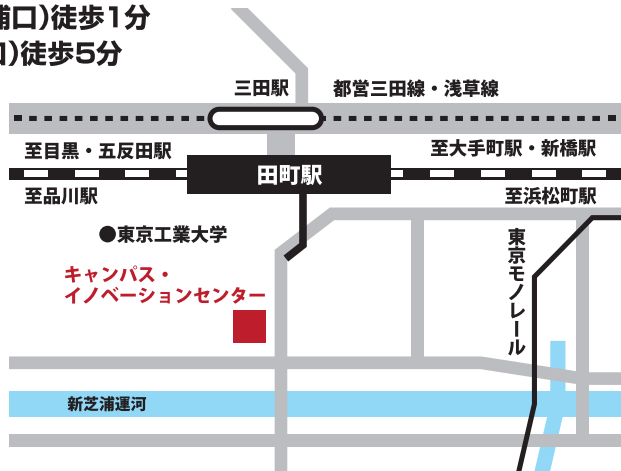 浦口)徒歩1分
口)徒歩5分
三田駅
都営三田線・浅草線
至目黒・五反田駅
至大手町駅・新橋駅
田町駅
至品川駅
至浜松町駅
●東京工業大学
東京モノレール
キャンパス・
イノベーションセンター
新芝浦運河